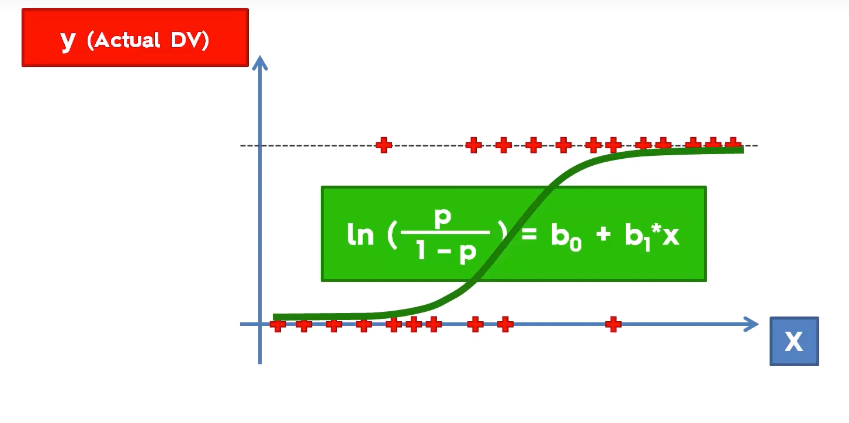 y (Actual DV)
ln (p / 1 – p) = b₀ + b₁*x
X